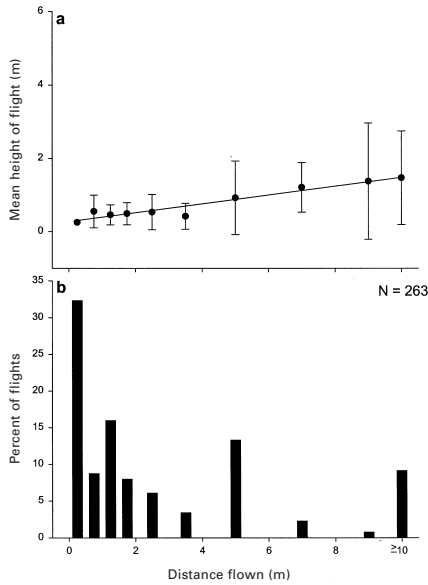 a
6
4
2
0
Mean height of flight (m)
b
N = 263
35
30
25
20
15
10
5
0
Percent of flights
0 2 4 6 8 ≥10
Distance flown (m)